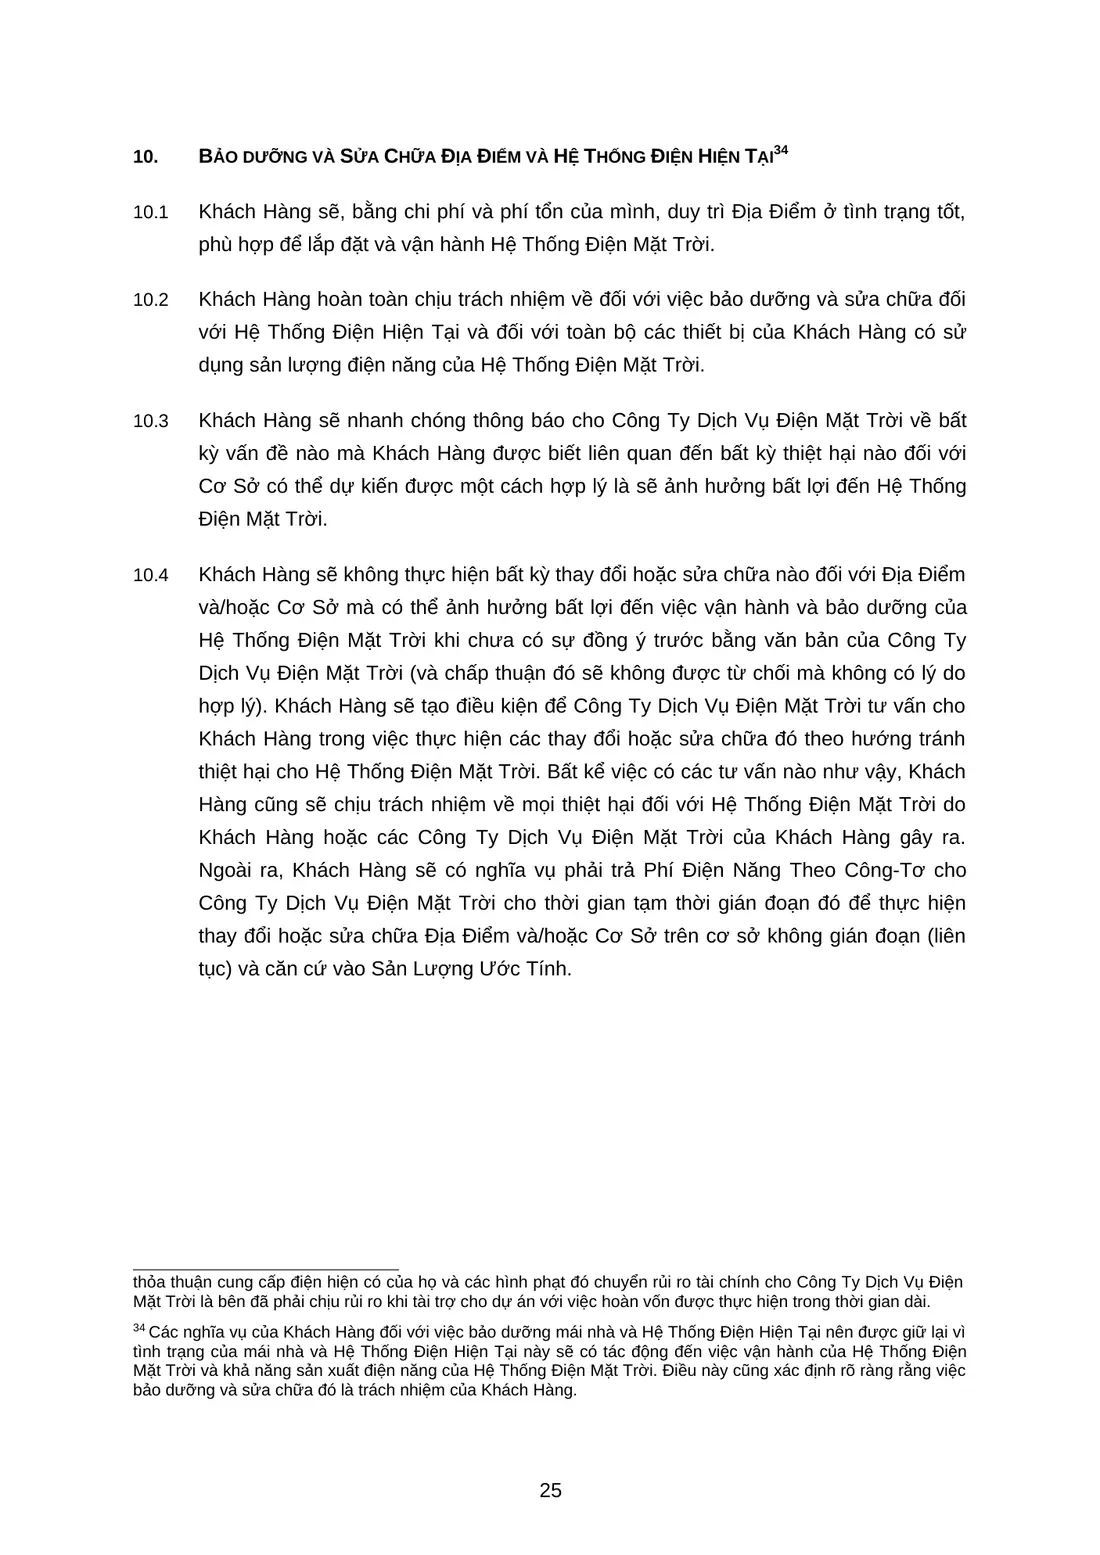 10. BẢO DƯỠNG VÀ SỬA CHỮA ĐỊA ĐIỂM VÀ HỆ THỐNG ĐIỆN HIỆN TẠI34
10.1 Khách Hàng sẽ, bằng chi phí và phí tổn của mình, duy trì Địa Điểm ở tình trạng tốt,
phù hợp để lắp đặt và vận hành Hệ Thống Điện Mặt Trời.
10.2 Khách Hàng hoàn toàn chịu trách nhiệm về đối với việc bảo dưỡng và sửa chữa đối
với Hệ Thống Điện Hiện Tại và đối với toàn bộ các thiết bị của Khách Hàng có sử
dụng sản lượng điện năng của Hệ Thống Điện Mặt Trời.
10.3 Khách Hàng sẽ nhanh chóng thông báo cho Công Ty Dịch Vụ Điện Mặt Trời về bất
kỳ vấn đề nào mà Khách Hàng được biết liên quan đến bất kỳ thiệt hại nào đối với
Cơ Sở có thể dự kiến được một cách hợp lý là sẽ ảnh hưởng bất lợi đến Hệ Thống
Điện Mặt Trời.
10.4 Khách Hàng sẽ không thực hiện bất kỳ thay đổi hoặc sửa chữa nào đối với Địa Điểm
và/hoặc Cơ Sở mà có thể ảnh hưởng bất lợi đến việc vận hành và bảo dưỡng của
Hệ Thống Điện Mặt Trời khi chưa có sự đồng ý trước bằng văn bản của Công Ty
Dịch Vụ Điện Mặt Trời (và chấp thuận đó sẽ không được từ chối mà không có lý do
hợp lý). Khách Hàng sẽ tạo điều kiện để Công Ty Dịch Vụ Điện Mặt Trời tư vấn cho
Khách Hàng trong việc thực hiện các thay đổi hoặc sửa chữa đó theo hướng tránh
thiệt hại cho Hệ Thống Điện Mặt Trời. Bất kể việc có các tư vấn nào như vậy, Khách
Hàng cũng sẽ chịu trách nhiệm về mọi thiệt hại đối với Hệ Thống Điện Mặt Trời do
Khách Hàng hoặc các Công Ty Dịch Vụ Điện Mặt Trời của Khách Hàng gây ra.
Ngoài ra, Khách Hàng sẽ có nghĩa vụ phải trả Phí Điện Năng Theo Công-Tơ cho
Công Ty Dịch Vụ Điện Mặt Trời cho thời gian tạm thời gián đoạn đó để thực hiện
thay đổi hoặc sửa chữa Địa Điểm và/hoặc Cơ Sở trên cơ sở không gián đoạn (liên
tục) và căn cứ vào Sản Lượng Ước Tính.
thỏa thuận cung cấp điện hiện có của họ và các hình phạt đó chuyển rủi ro tài chính cho Công Ty Dịch Vụ Điện
Mặt Trời là bên đã phải chịu rủi ro khi tài trợ cho dự án với việc hoàn vốn được thực hiện trong thời gian dài.
34 Các nghĩa vụ của Khách Hàng đối với việc bảo dưỡng mái nhà và Hệ Thống Điện Hiện Tại nên được giữ lại vì
tình trạng của mái nhà và Hệ Thống Điện Hiện Tại này sẽ có tác động đến việc vận hành của Hệ Thống Điện
Mặt Trời và khả năng sản xuất điện năng của Hệ Thống Điện Mặt Trời. Điều này cũng xác định rõ ràng rằng việc
bảo dưỡng và sửa chữa đó là trách nhiệm của Khách Hàng.
25